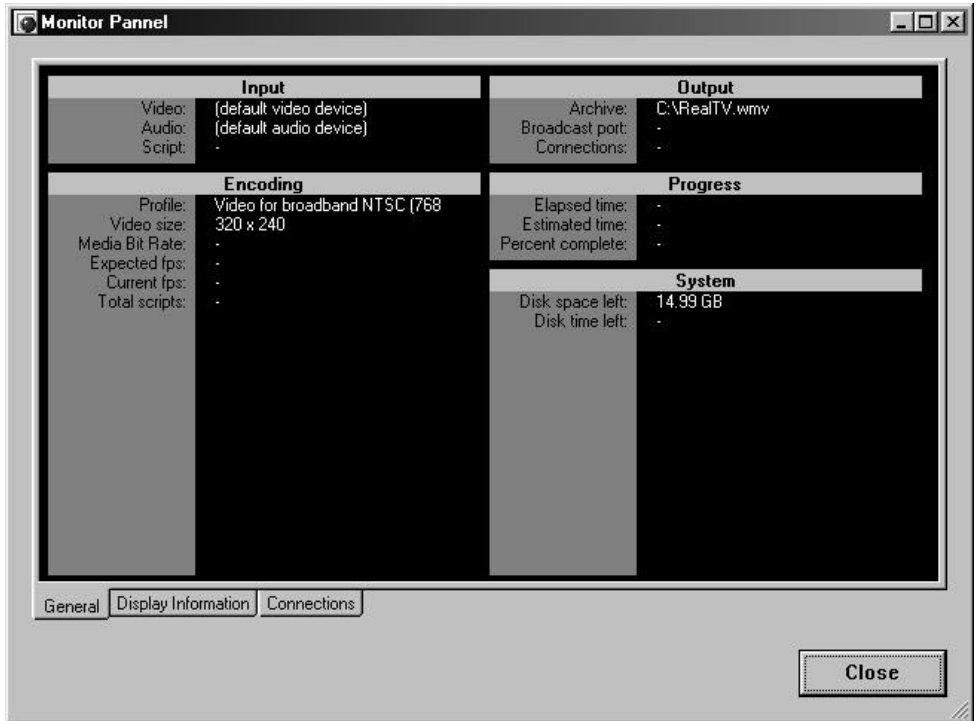 Monitor Pannel
Input
Video: (default video device)
Audio: (default audio device)
Script: -
Encoding
Profile: Video for broadband NTSC (768
Video size: 320 x 240
Media Bit Rate: -
Expected fps: -
Current fps: -
Total scripts: -
Output
Archive: C:\RealTV.wmv
Broadcast port: -
Connections: -
Progress
Elapsed time: -
Estimated time: -
Percent complete: -
System
Disk space left: 14.99 GB
Disk time left: -
General Display Information Connections
Close